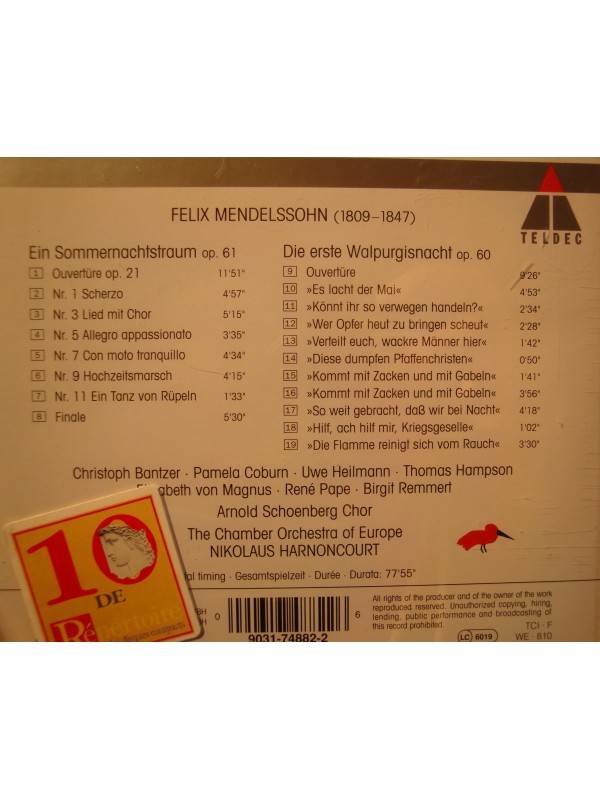 TELDEC
FELIX MENDELSSOHN (1809–1847)
Ein Sommernachtstraum op. 61
1 Ouvertüre op. 21 11'51"
2 Nr. 1 Scherzo 4'57"
3 Nr. 3 Lied mit Chor 5'15"
4 Nr. 5 Allegro appassionato 3'35"
5 Nr. 7 Con moto tranquillo 4'34"
6 Nr. 9 Hochzeitsmarsch 4'15"
7 Nr. 11 Ein Tanz von Rüpeln 1'33"
8 Finale 5'30"
Die erste Walpurgisnacht op. 60
9 Ouvertüre 9'26"
10 »Es lacht der Mai« 4'53"
11 »Könnt ihr so verwegen handeln?« 2'34"
12 »Wer Opfer heut zu bringen scheut« 2'28"
13 »Verteilt euch, wackre Männer hier« 1'42"
14 »Diese dumpfen Pfaffenchristen« 0'50"
15 »Kommt mit Zacken und mit Gabeln« 1'41"
16 »Kommt mit Zacken und mit Gabeln« 3'56"
17 »So weit gebracht, daß wir bei Nacht« 4'18"
18 »Hilf, ach hilf mir, Kriegsgeselle« 1'02"
19 »Die Flamme reinigt sich vom Rauch« 3'30"
Christoph Bantzer · Pamela Coburn · Uwe Heilmann · Thomas Hampson
von Magnus · René Pape · Birgit Remmert
Arnold Schoenberg Chor
The Chamber Orchestra of Europe
NIKOLAUS HARNONCOURT
timing · Gesamtspielzeit · Durée · Durata: 77'55"
10
DE
Répertoire
compacts
BH
H
0
6
9031-74882-2
All rights of the producer and of the owner of the work
reproduced reserved. Unauthorized copying, hiring,
lending, public performance and broadcasting of
this record prohibited.
LC 6019
TCI · F
WE · 810